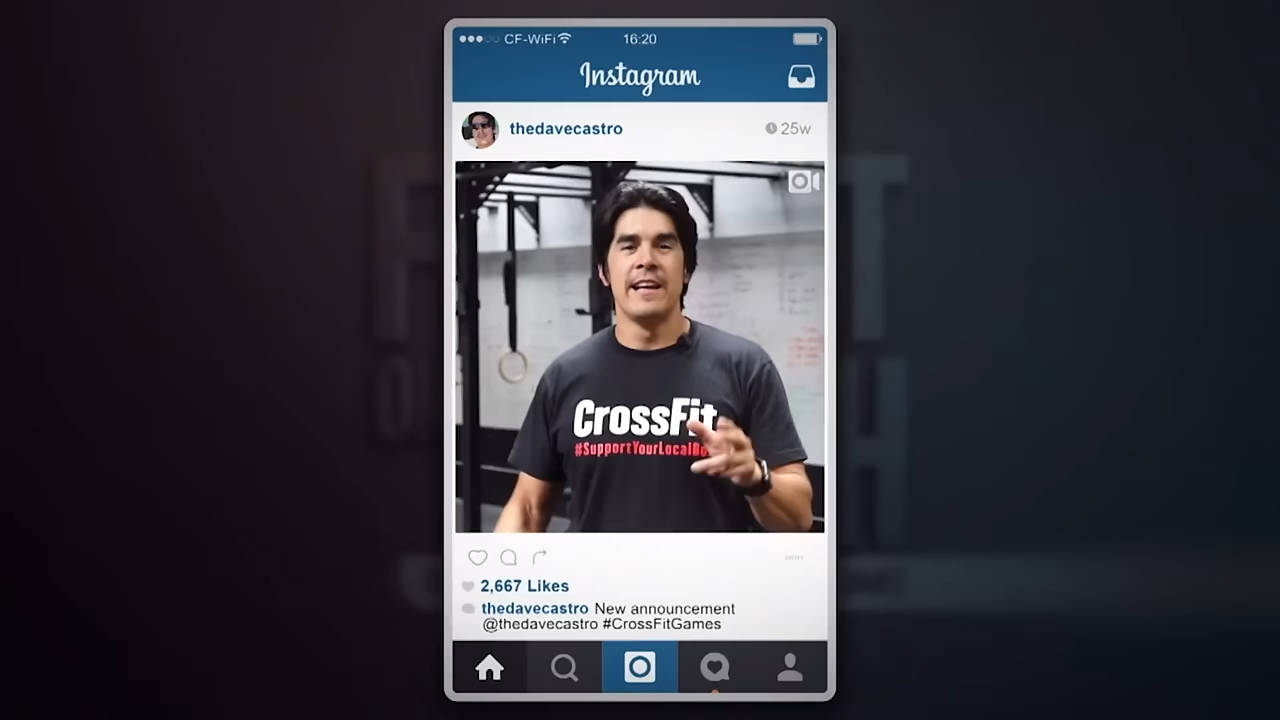 CF-WiFi 16:20
Instagram
thedavecastro 25w
CrossFit
#SupportYourLocalBo
2,667 Likes
thedavecastro New announcement
@thedavecastro #CrossFitGames